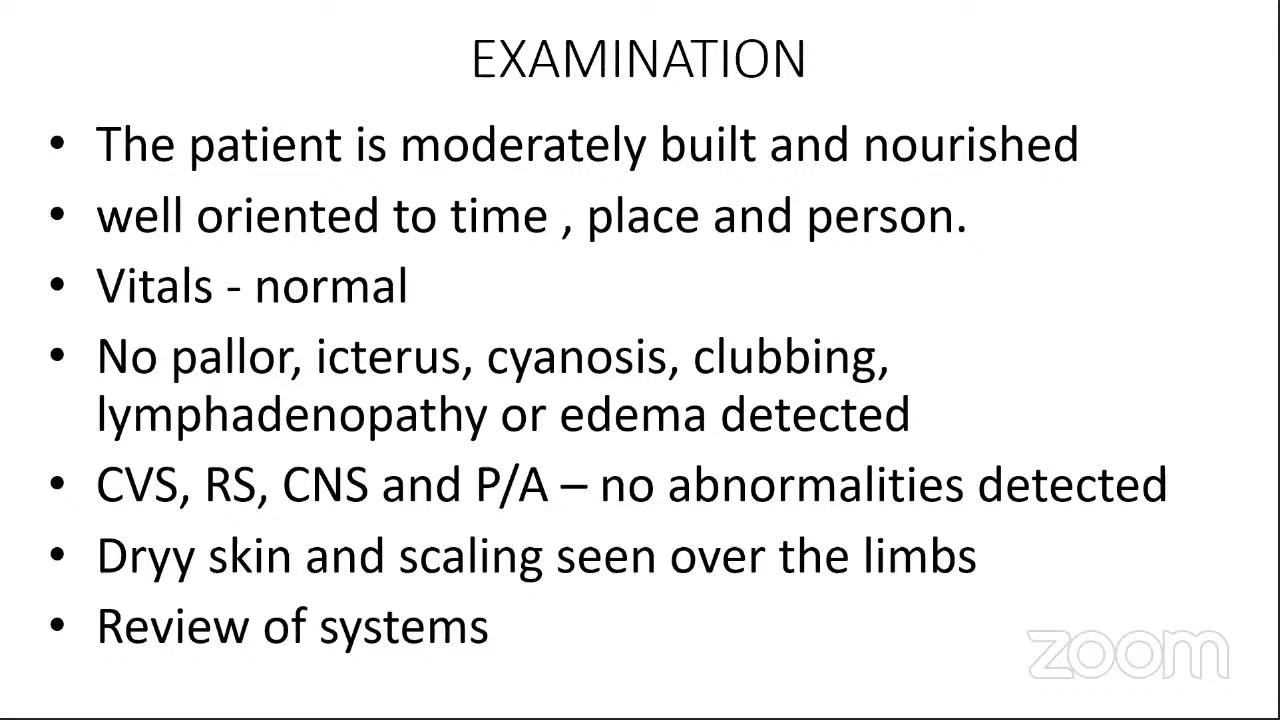 EXAMINATION
• The patient is moderately built and nourished
• well oriented to time , place and person.
• Vitals - normal
• No pallor, icterus, cyanosis, clubbing,
lymphadenopathy or edema detected
• CVS, RS, CNS and P/A – no abnormalities detected
• Dryy skin and scaling seen over the limbs
• Review of systems
zoom